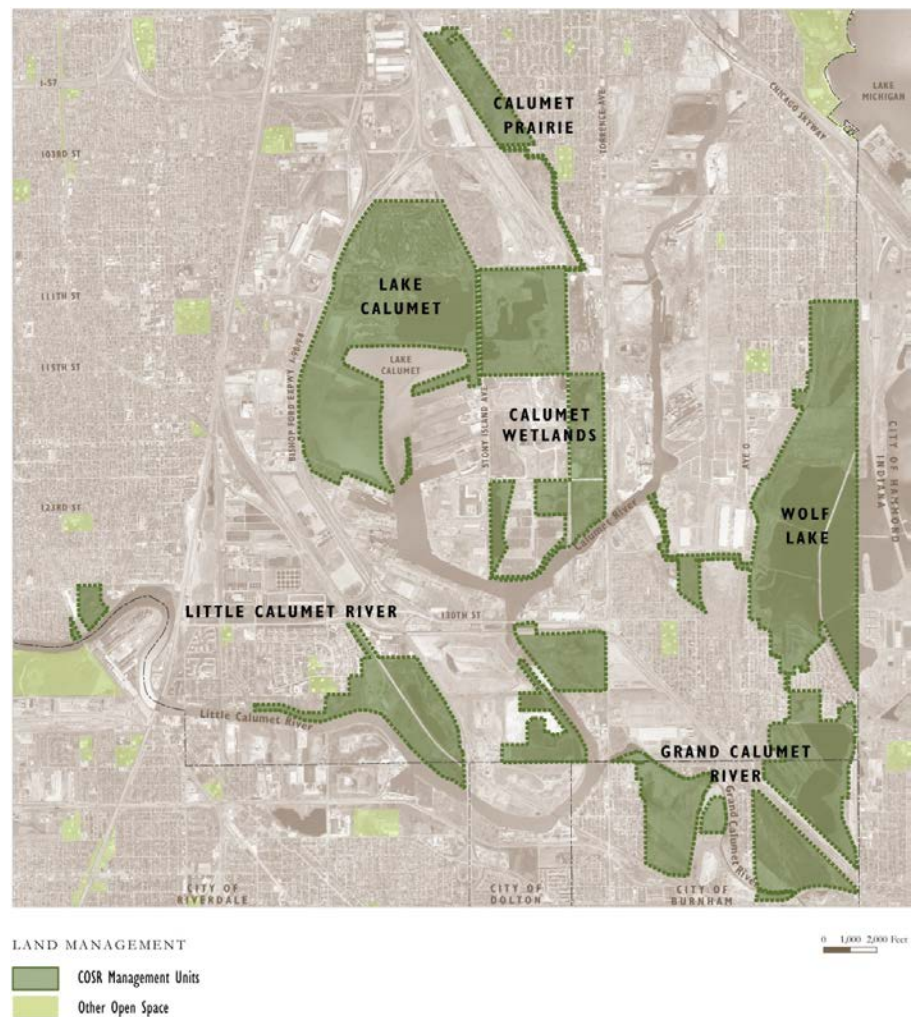 LAKE
MICHIGAN
CHICAGO SKYWAY
I-57
CALUMET
PRAIRIE
TORRENCE AVE
103RD ST
LAKE
CALUMET
111TH ST
BISHOP FORD EXPWY I-90/94
LAKE
CALUMET
115TH ST
STONY ISLAND AVE
CALUMET
WETLANDS
AVE O
CITY OF HAMMOND
INDIANA
123RD ST
Calumet River
WOLF
LAKE
LITTLE CALUMET RIVER
130TH ST
Little Calumet River
GRAND CALUMET
RIVER
Grand Calumet River
CITY OF
RIVERDALE
CITY OF
DOLTON
CITY OF
BURNHAM
LAND MANAGEMENT
0 1,000 2,000 Feet
COSR Management Units
Other Open Space